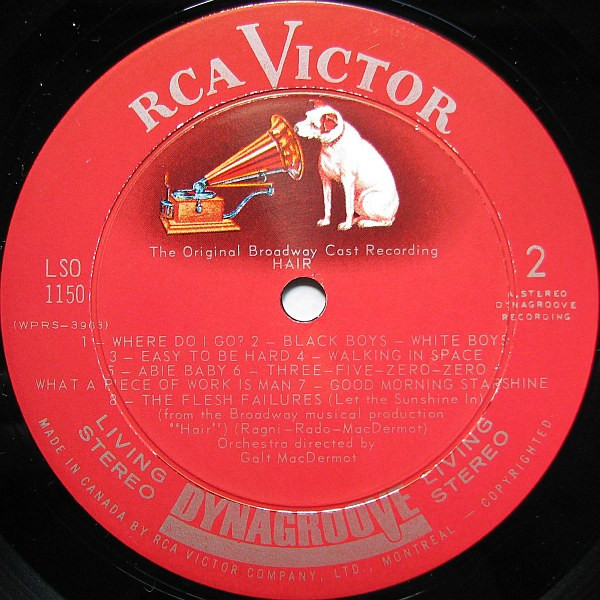 RCA VICTOR
The Original Broadway Cast Recording
HAIR
LSO
1150
(WPRS-3963)
2
A STEREO
DYNAGROOVE
RECORDING
1 - WHERE DO I GO? 2 - BLACK BOYS - WHITE BOYS
3 - EASY TO BE HARD 4 - WALKING IN SPACE
5 - ABIE BABY 6 - THREE-FIVE-ZERO-ZERO -
WHAT A PIECE OF WORK IS MAN 7 - GOOD MORNING STARSHINE
8 - THE FLESH FAILURES (Let the Sunshine In)
(from the Broadway musical production
""Hair"") (Ragni-Rado-MacDermot)
Orchestra directed by
Galt MacDermot
LIVING
STEREO
LIVING
STEREO
DYNAGROOVE
MADE IN CANADA BY RCA VICTOR COMPANY, LTD., MONTREAL - COPYRIGHTED